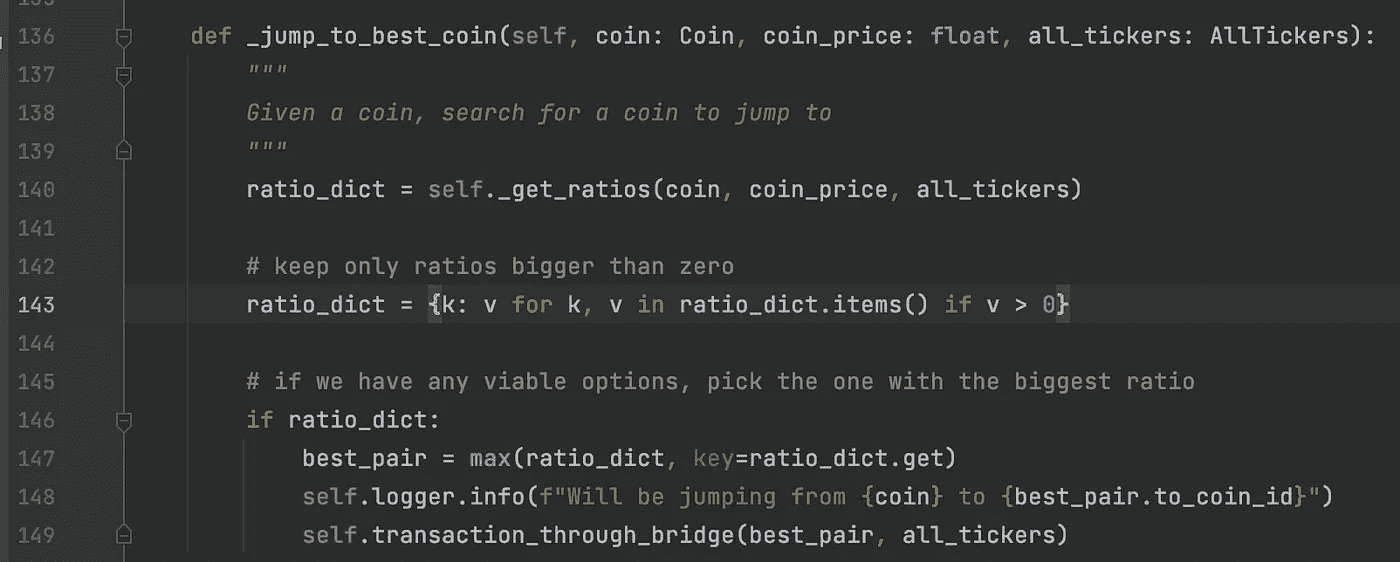 136 def _jump_to_best_coin(self, coin: Coin, coin_price: float, all_tickers: AllTickers):
137 """
138 Given a coin, search for a coin to jump to
139 """
140 ratio_dict = self._get_ratios(coin, coin_price, all_tickers)
141
142 # keep only ratios bigger than zero
143 ratio_dict = {k: v for k, v in ratio_dict.items() if v > 0}
144
145 # if we have any viable options, pick the one with the biggest ratio
146 if ratio_dict:
147 best_pair = max(ratio_dict, key=ratio_dict.get)
148 self.logger.info(f"Will be jumping from {coin} to {best_pair.to_coin_id}")
149 self.transaction_through_bridge(best_pair, all_tickers)